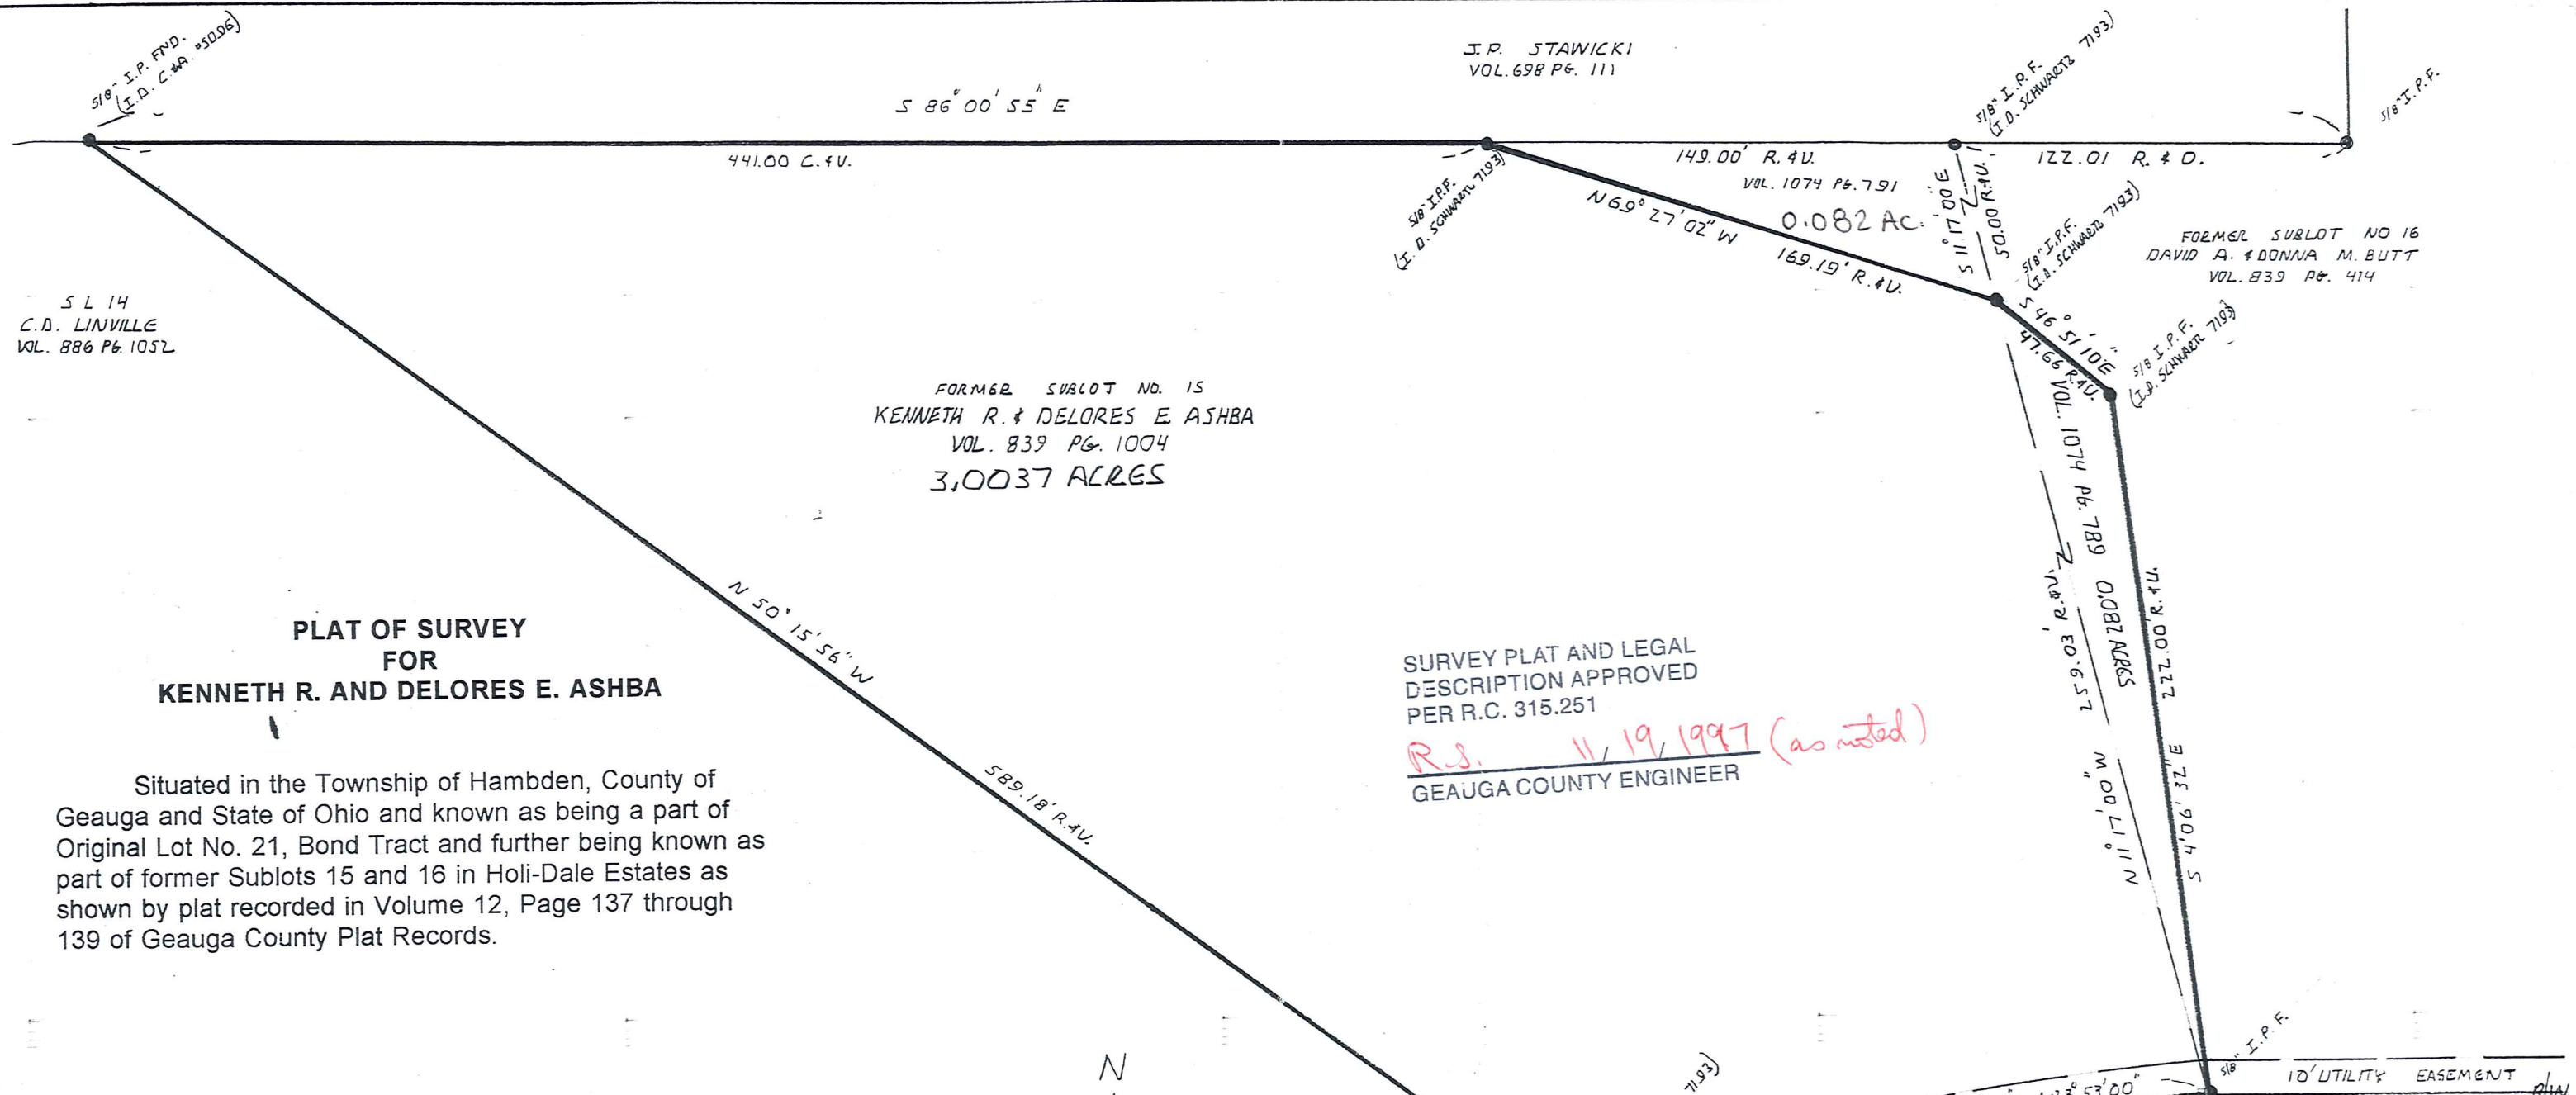 5/8" I.P. FND.
(I.D. C.&A. #5006)
S 86° 00' 55" E
441.00 C.&U.
J.P. STAWICKI
VOL. 698 PG. 111
5/8" I.P.F.
(I.D. SCHWARTZ 7193)
149.00' R.&U.
VOL. 1074 PG. 791
0.082 AC.
N 69° 27' 02" W
169.19' R.&U.
5/8" I.P.F.
(I.D. SCHWARTZ 7193)
S 11° 17' 00" E
50.00 R.&U.
122.01 R. & O.
5/8" I.P.F.
5/8" I.P.F.
(I.D. SCHWARTZ 7193)
FORMER SUBLOT NO 16
DAVID A. & DONNA M. BUTT
VOL. 839 PG. 414
S 46° 51' 10" E
47.66 R.&U.
5/8 I.P.F.
(I.D. SCHWARTZ 7193)
S L 14
C.D. LINVILLE
VOL. 886 PG. 1052
FORMER SUBLOT NO. 15
KENNETH R. & DELORES E. ASHBA
VOL. 839 PG. 1004
3.0037 ACRES
VOL. 1074 PG. 789 0.082 ACRES
N 11° 17' 00" W 259.03' R.&U.
S 4° 06' 32" E 222.00 R.&U.
N 50° 15' 56" W
589.18' R.&U.
PLAT OF SURVEY
FOR
KENNETH R. AND DELORES E. ASHBA
Situated in the Township of Hambden, County of
Geauga and State of Ohio and known as being a part of
Original Lot No. 21, Bond Tract and further being known as
part of former Sublots 15 and 16 in Holi-Dale Estates as
shown by plat recorded in Volume 12, Page 137 through
139 of Geauga County Plat Records.
SURVEY PLAT AND LEGAL
DESCRIPTION APPROVED
PER R.C. 315.251
R.S. 11/19/1997 (as noted)
GEAUGA COUNTY ENGINEER
N
7193)
5/8" I.P.F.
10' UTILITY EASEMENT
53' 00"
R/W